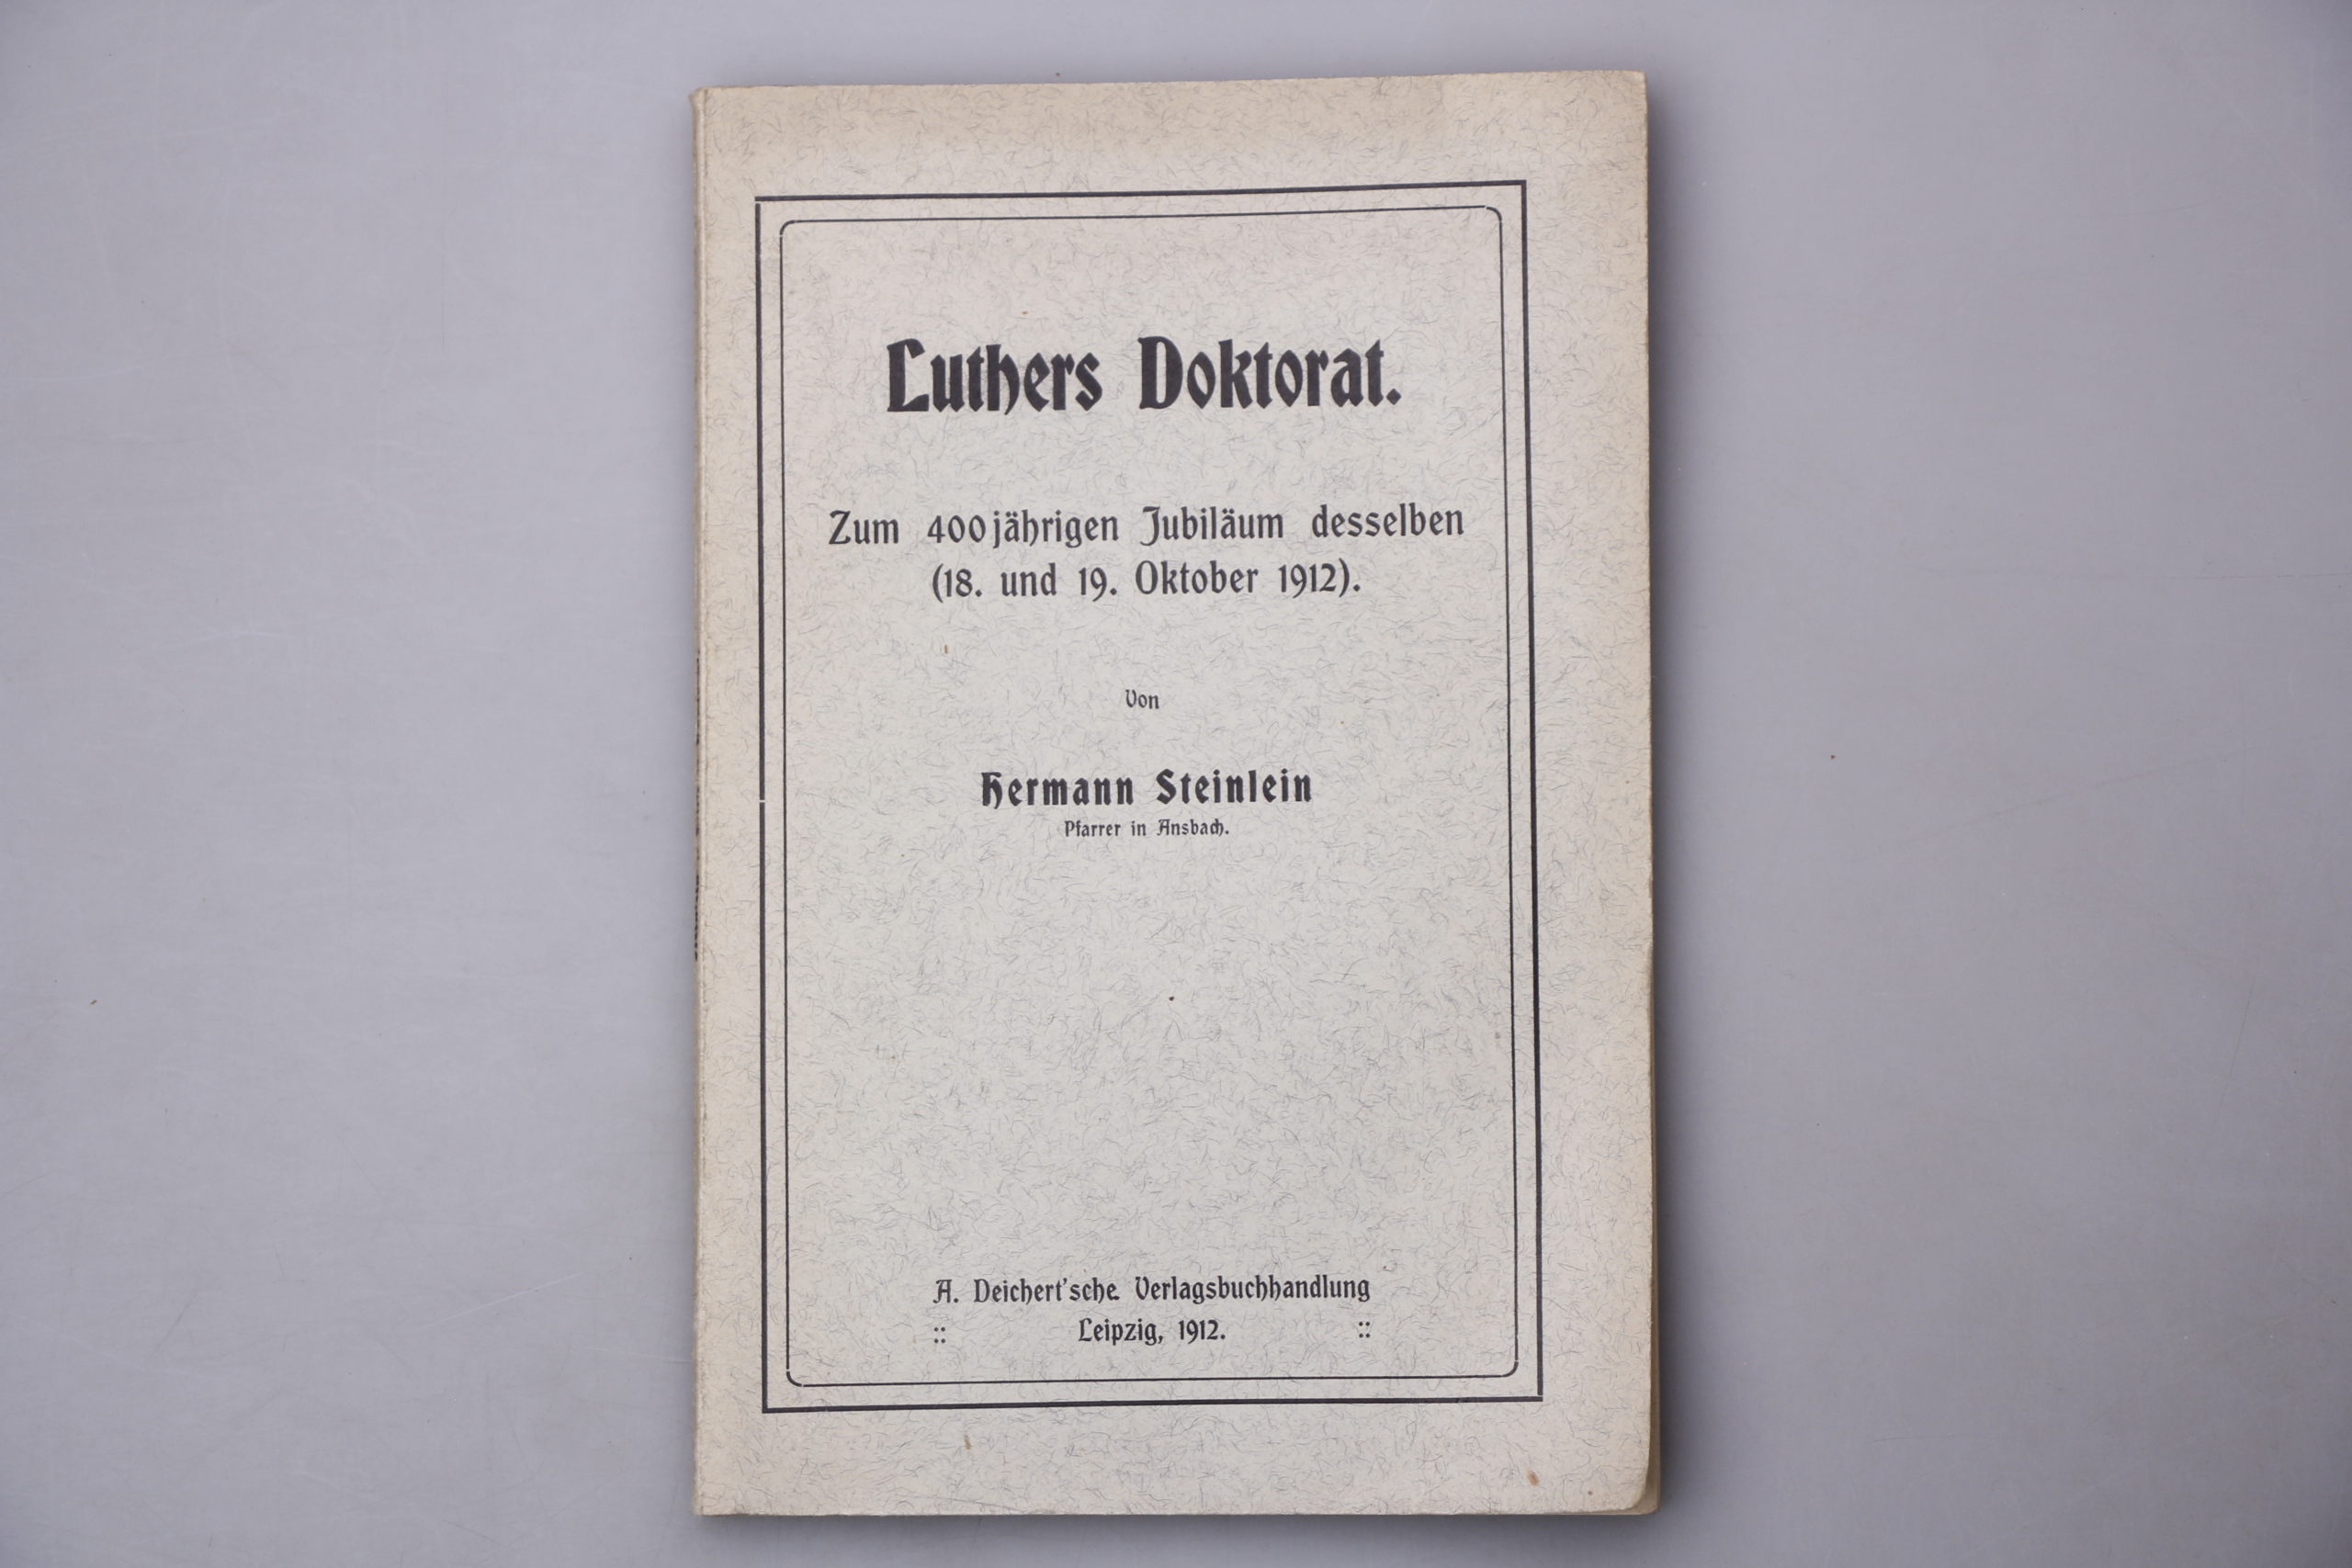 Luthers Doktorat.
Zum 400jährigen Jubiläum desselben
(18. und 19. Oktober 1912).
Von
Hermann Steinlein
Pfarrer in Ansbach.
A. Deichert'sche Verlagsbuchhandlung
:: Leipzig, 1912. ::